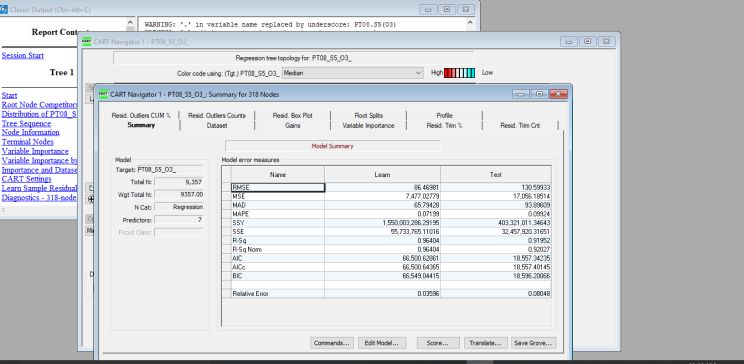 Classic Output (Ctrl+Alt+C)
Report Cont
Session Start
Tree 1
Start
Root Node Competitors
Distribution of PT08_S
Tree Sequence
Node Information
Terminal Nodes
Variable Importance
Variable Importance by
Importance and Datase
CART Settings
Learn Sample Residual
Diagnostics - 318-node
WARNING: '.' in variable name replaced by underscore: PT08.S5(O3)
CART Navigator 1 - PT08_S5_O3_
Regression tree topology for: PT08_S5_O3_
Color code using: (Tgt.) PT08_S5_O3_ Median
High Low
CART Navigator 1 - PT08_S5_O3_: Summary for 318 Nodes
Resid. Outliers CUM % Resid. Outliers Counts Resid. Box Plot Root Splits Profile
Summary Dataset Gains Variable Importance Resid. Trim % Resid. Trim Cnt
Model Summary
Model
Target: PT08_S5_O3_
Total N: 9,357
Wgt Total N: 9357.00
N Cat: Regression
Predictors: 7
Focus Class:
Model error measures
Name Learn Test
RMSE 86.46981 130.59933
MSE 7,477.02779 17,056.18514
MAD 65.79428 93.89609
MAPE 0.07199 0.09924
SSY 1,550,003,286.29195 403,321,011.34643
SSE 55,733,765.11016 32,457,920.31651
R-Sq 0.96404 0.91952
R-Sq Norm 0.96404 0.92027
AIC 66,500.62861 18,557.34235
AICc 66,500.64365 18,557.40145
BIC 66,549.04415 18,596.20066
Relative Error 0.03596 0.08048
Commands... Edit Model... Score... Translate... Save Grove...